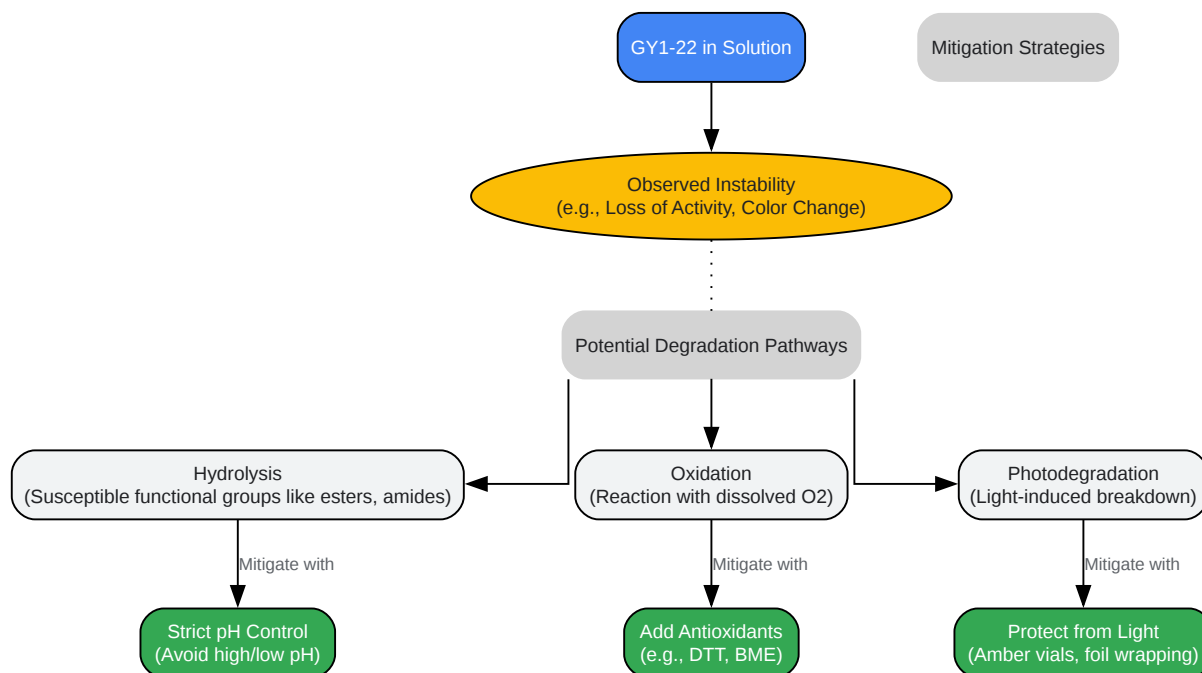 GY1-22 in Solution
Mitigation Strategies
Observed Instability
(e.g., Loss of Activity, Color Change)
Potential Degradation Pathways
Hydrolysis
(Susceptible functional groups like esters, amides)
Oxidation
(Reaction with dissolved O2)
Photodegradation
(Light-induced breakdown)
Mitigate with
Mitigate with
Mitigate with
Strict pH Control
(Avoid high/low pH)
Add Antioxidants
(e.g., DTT, BME)
Protect from Light
(Amber vials, foil wrapping)